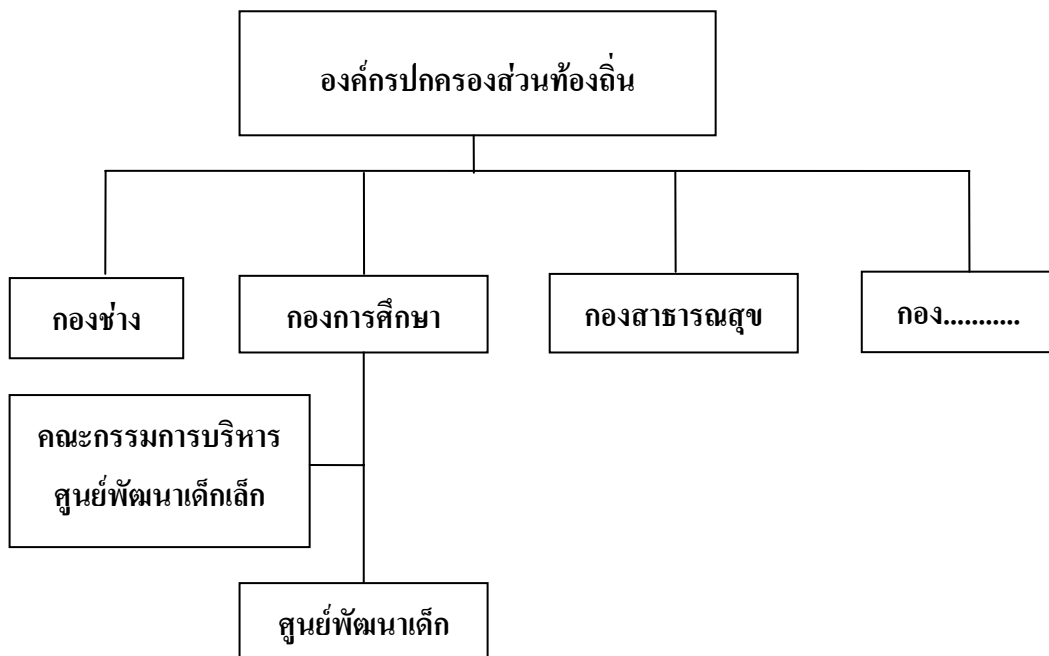 องค์กรปกครองส่วนท้องถิ่น
กองช่าง
กองการศึกษา
กองสาธารณสุข
กอง...........
คณะกรรมการบริหาร
ศูนย์พัฒนาเด็กเล็ก
ศูนย์พัฒนาเด็ก